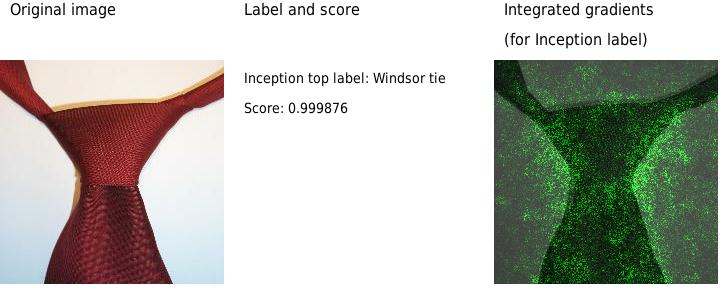 Original image
Label and score
Integrated gradients
(for Inception label)
Inception top label: Windsor tie
Score: 0.999876